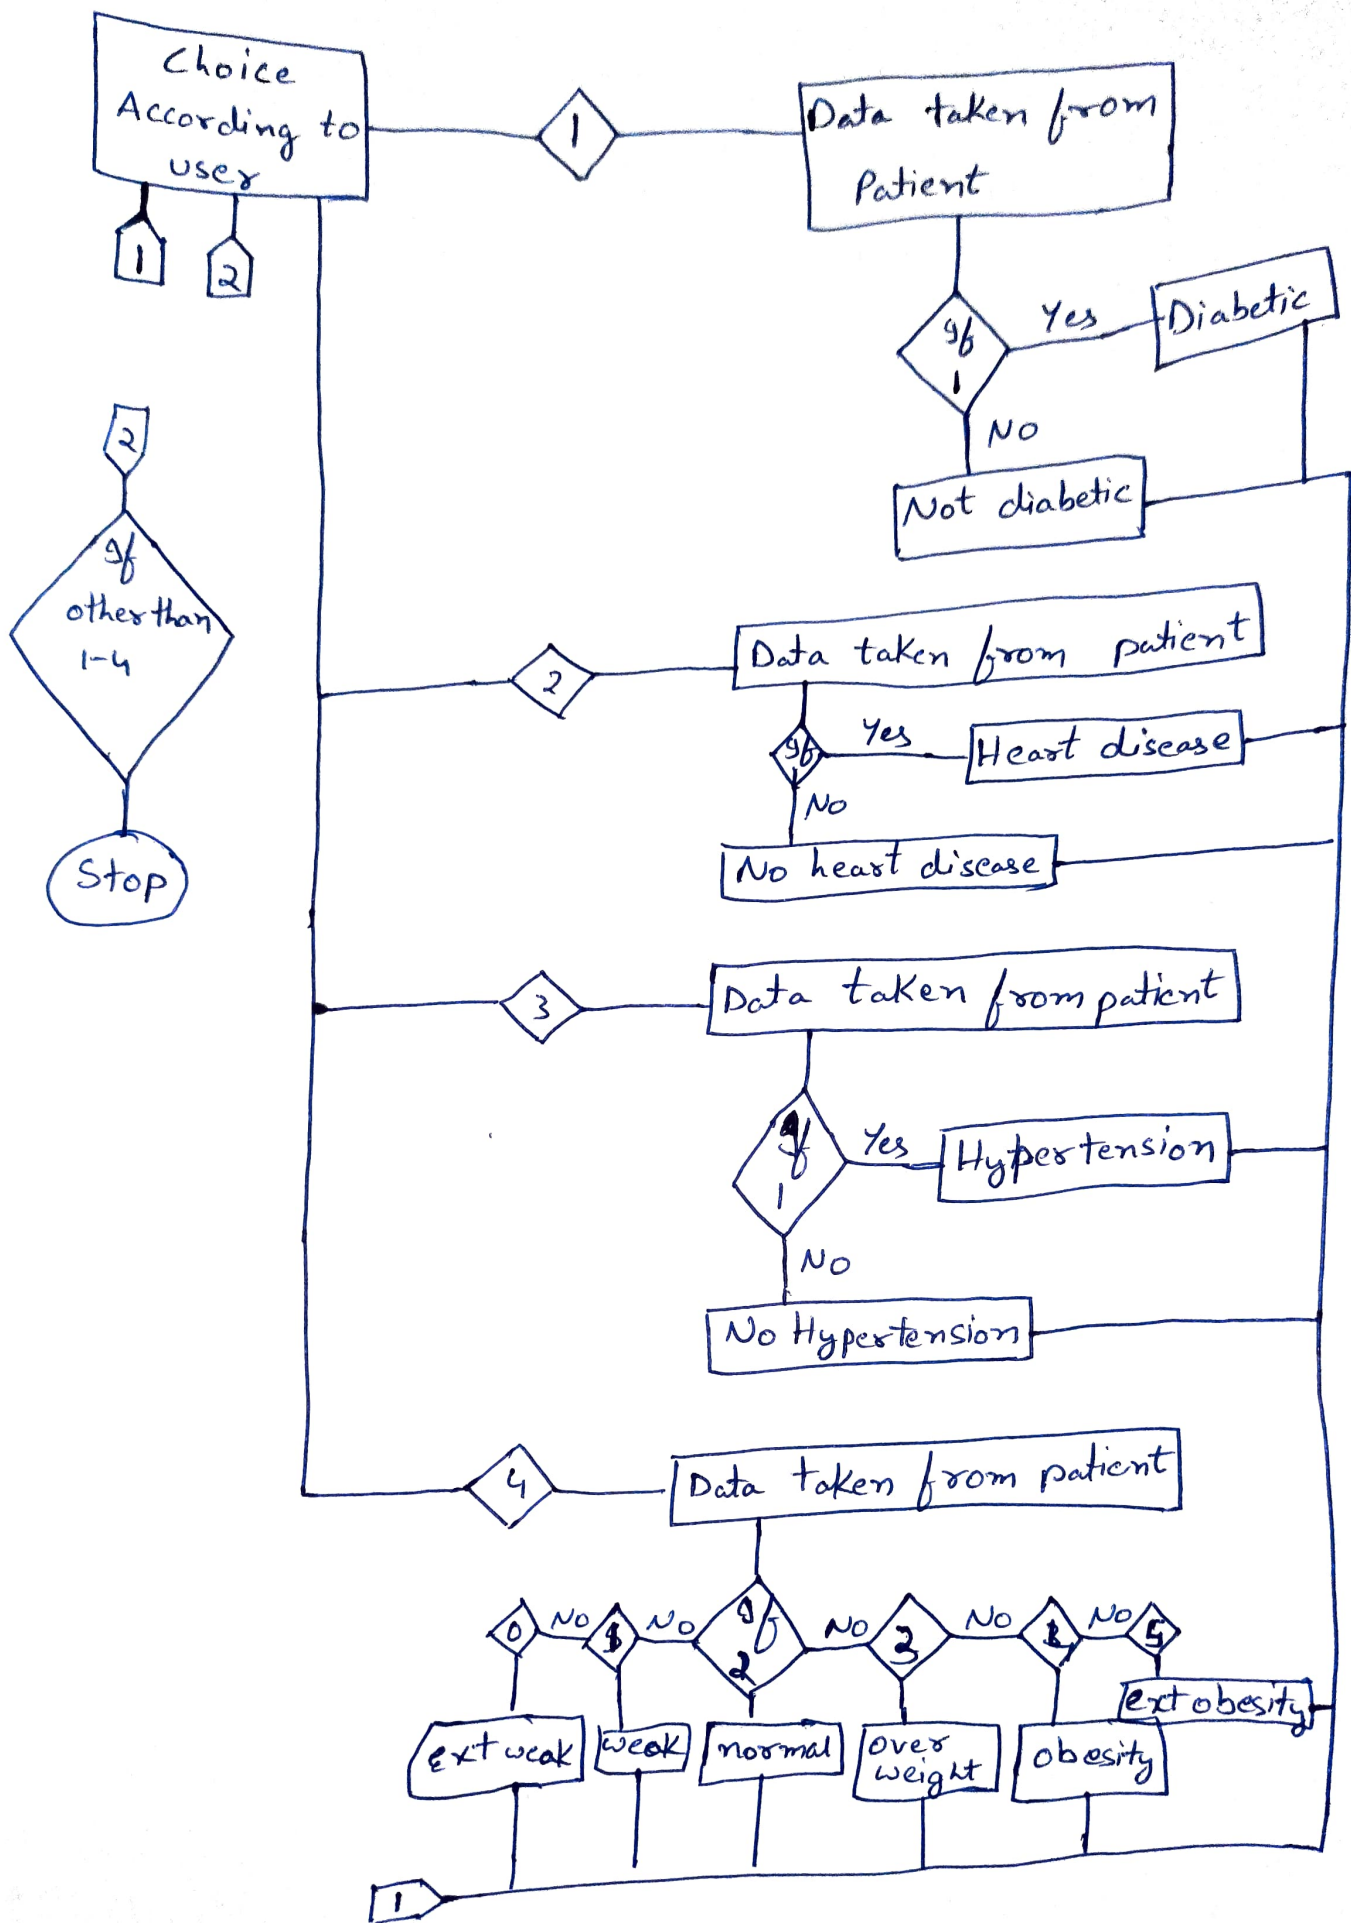 Choice
According to
user
1
Data taken from
Patient
1
2
If
1
Yes
Diabetic
NO
Not diabetic
2
If
other than
1-4
Stop
2
Data taken from patient
If
Yes
Heart disease
NO
No heart disease
3
Data taken from patient
If
1
Yes
Hypertension
NO
No Hypertension
4
Data taken from patient
0
NO
NO
If
2
NO
3
NO
NO
5
ext obesity
ext weak
weak
normal
over
weight
obesity
1